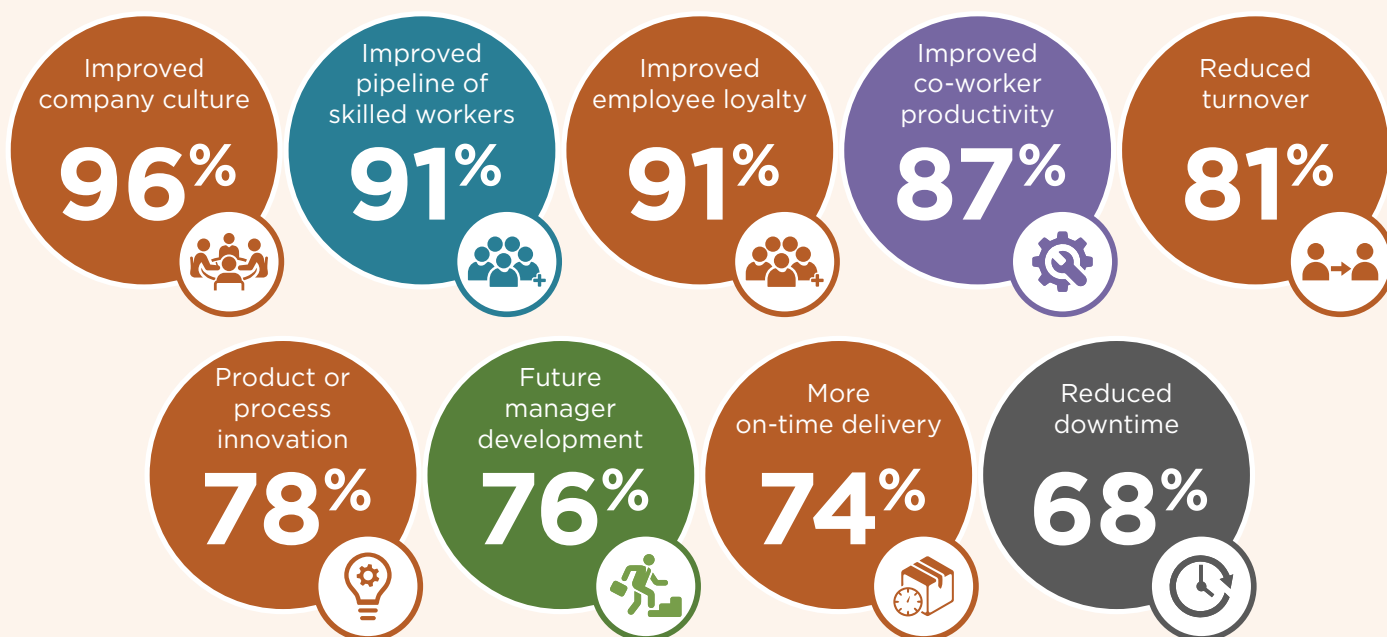 Improved
company culture
96%
Improved
pipeline of
skilled workers
91%
Improved
employee loyalty
91%
Improved
co-worker
productivity
87%
Reduced
turnover
81%
Product or
process
innovation
78%
Future
manager
development
76%
More
on-time delivery
74%
Reduced
downtime
68%